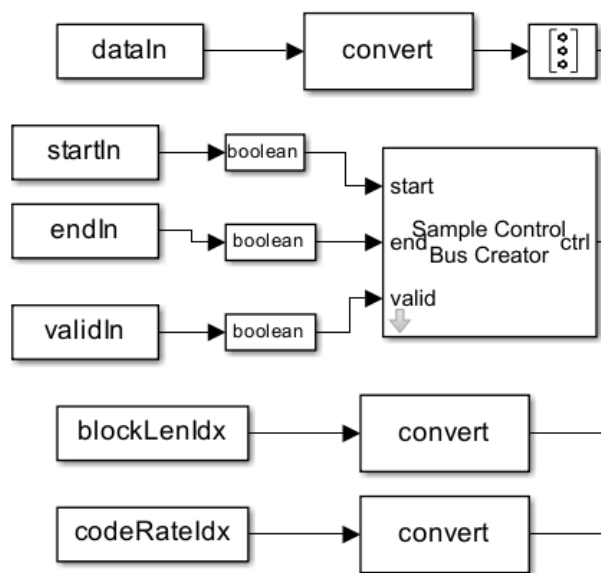 dataIn
convert
startIn
boolean
start
endIn
boolean
end
Sample Control
Bus Creator
ctrl
validIn
boolean
valid
blockLenIdx
convert
codeRateIdx
convert